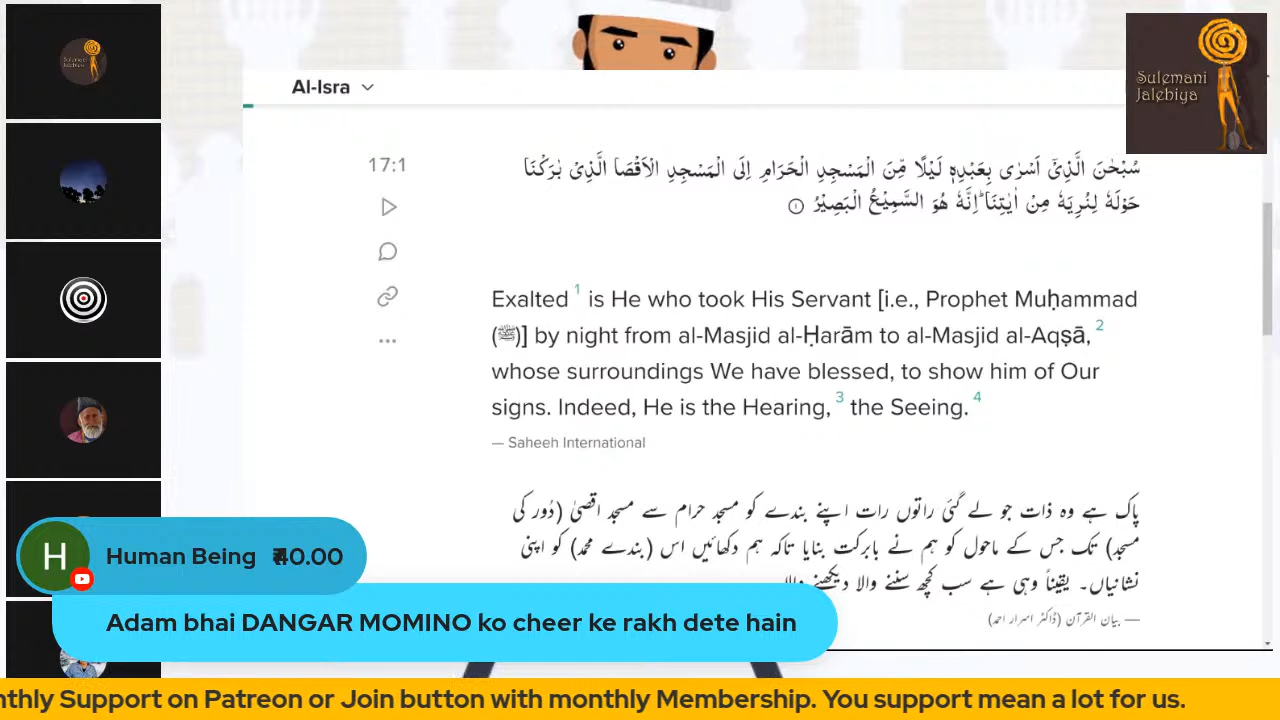 Sulemani
Jalebiya
Al-Isra
17:1
سُبْحٰنَ الَّذِیْۤ اَسْرٰی بِعَبْدِهٖ لَیْلًا مِّنَ الْمَسْجِدِ الْحَرَامِ اِلَی الْمَسْجِدِ الْاَقْصَا الَّذِیْ بٰرَكْنَا
حَوْلَهٗ لِنُرِیَهٗ مِنْ اٰیٰتِنَا ؕ اِنَّهٗ هُوَ السَّمِیْعُ الْبَصِیْرُ ۱
Exalted 1 is He who took His Servant [i.e., Prophet Muḥammad
(ﷺ)] by night from al-Masjid al-Ḥarām to al-Masjid al-Aqṣā, 2
whose surroundings We have blessed, to show him of Our
signs. Indeed, He is the Hearing, 3 the Seeing. 4
— Saheeh International
پاک ہے وہ ذات جو لے گئی راتوں رات اپنے بندے کو مسجد حرام سے مسجد اقصیٰ (دُور کی
مسجد) تک جس کے ماحول کو ہم نے بابرکت بنایا تاکہ ہم دکھائیں اس (بندے محمد) کو اپنی
نشانیاں۔ یقیناً وہی ہے سب کچھ سننے والا دیکھنے والا
— بیان القرآن (ڈاکٹر اسرار احمد)
H
Human Being 40.00
Adam bhai DANGAR MOMINO ko cheer ke rakh dete hain
nthly Support on Patreon or Join button with monthly Membership. You support mean a lot for us.